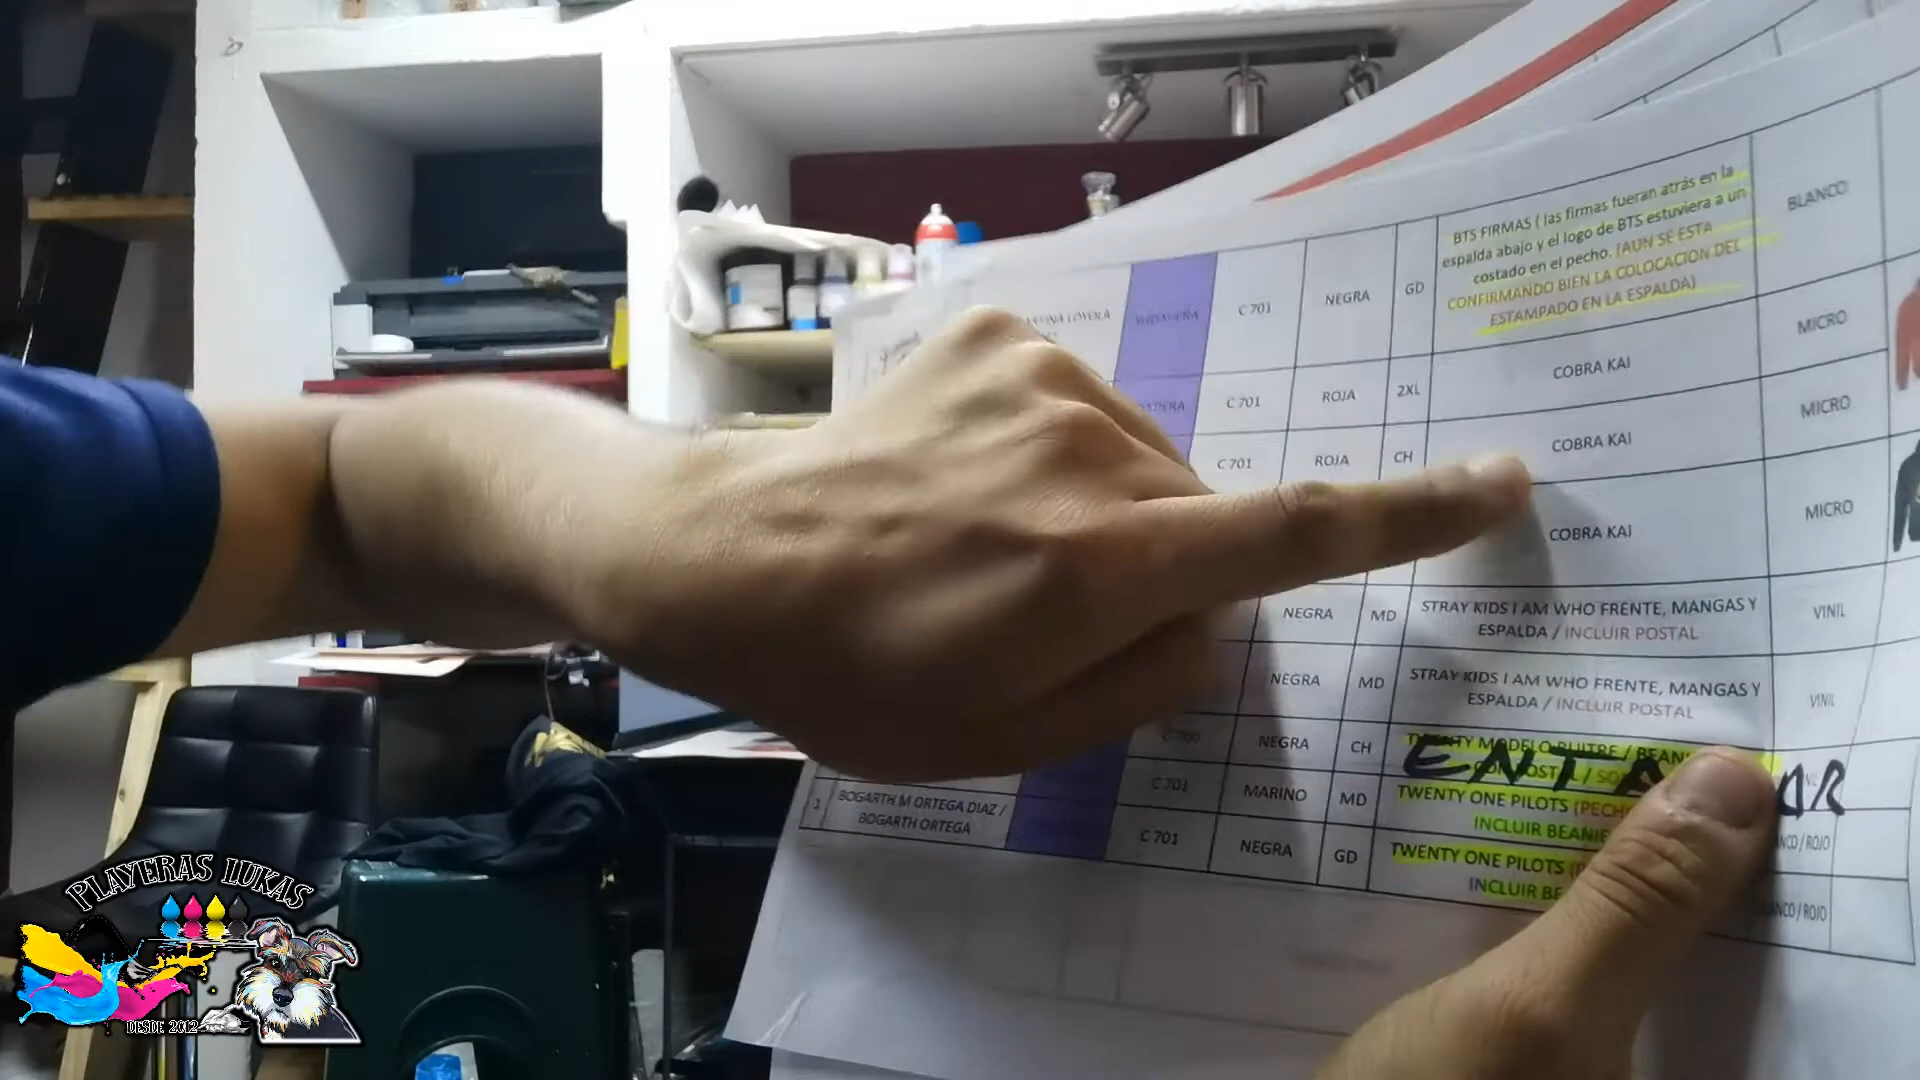 SUDADERA
C 701
NEGRA
GD
BTS FIRMAS ( las firmas fueran atrás en la
espalda abajo y el logo de BTS estuviera a un
costado en el pecho. (AUN SE ESTA
CONFIRMANDO BIEN LA COLOCACION DEL
ESTAMPADO EN LA ESPALDA)
BLANCO
C 701
ROJA
2XL
COBRA KAI
MICRO
C 701
ROJA
CH
COBRA KAI
MICRO
COBRA KAI
MICRO
NEGRA
MD
STRAY KIDS I AM WHO FRENTE, MANGAS Y
ESPALDA / INCLUIR POSTAL
VINIL
NEGRA
MD
STRAY KIDS I AM WHO FRENTE, MANGAS Y
ESPALDA / INCLUIR POSTAL
VINIL
NEGRA
CH
C 701
MARINO
MD
TWENTY ONE PILOTS
INCLUIR BEANIE
1
BOGARTH M ORTEGA DIAZ /
BOGARTH ORTEGA
C 701
NEGRA
GD
TWENTY ONE PILOTS
INCLUIR
PLAYERAS LUKAS
DESDE 2012